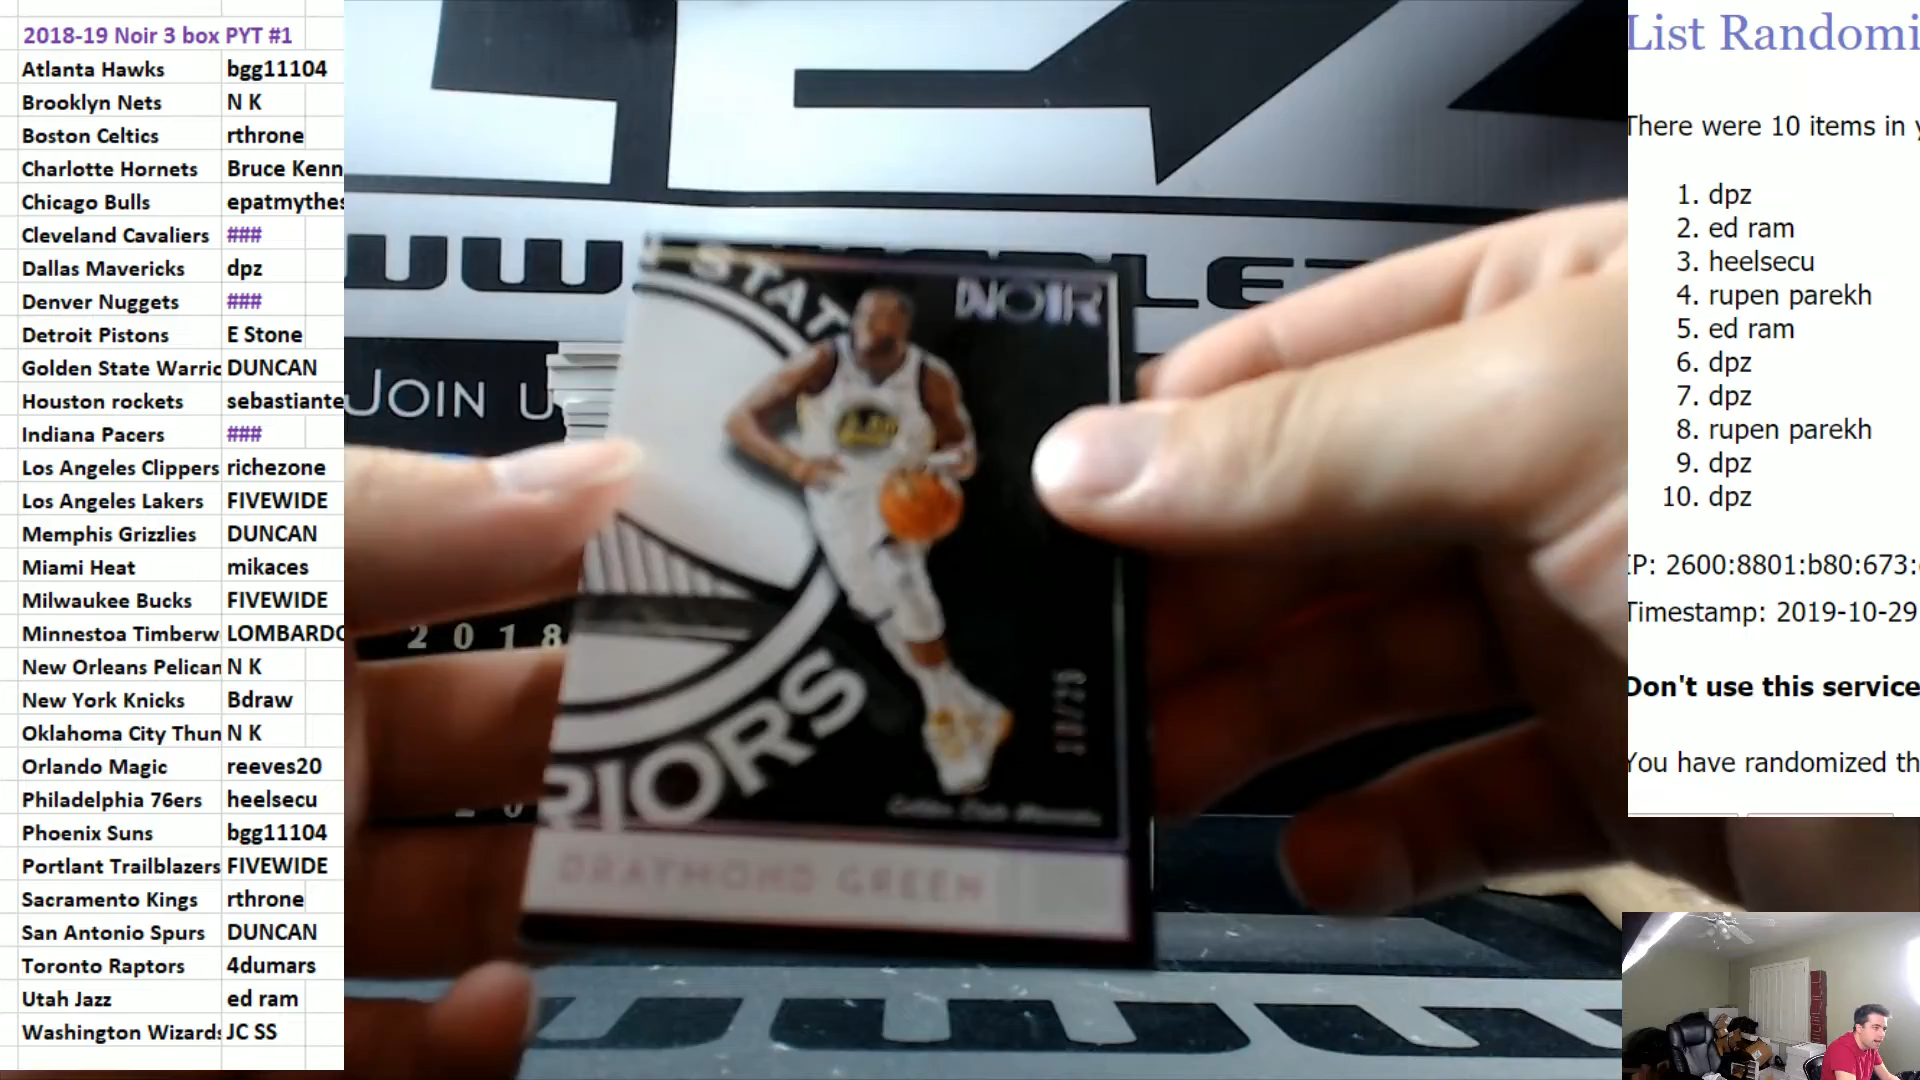 2018-19 Noir 3 box PYT #1
Atlanta Hawks bgg11104
Brooklyn Nets N K
Boston Celtics rthrone
Charlotte Hornets Bruce Kenn
Chicago Bulls epatmythes
Cleveland Cavaliers ###
Dallas Mavericks dpz
Denver Nuggets ###
Detroit Pistons E Stone
Golden State Warric DUNCAN
Houston rockets sebastiante
Indiana Pacers ###
Los Angeles Clippers richezone
Los Angeles Lakers FIVEWIDE
Memphis Grizzlies DUNCAN
Miami Heat mikaces
Milwaukee Bucks FIVEWIDE
Minnestoa Timberw LOMBARDO
New Orleans Pelican N K
New York Knicks Bdraw
Oklahoma City Thun N K
Orlando Magic reeves20
Philadelphia 76ers heelsecu
Phoenix Suns bgg11104
Portlant Trailblazers FIVEWIDE
Sacramento Kings rthrone
San Antonio Spurs DUNCAN
Toronto Raptors 4dumars
Utah Jazz ed ram
Washington Wizards JC SS
JOIN U
2018
STAT
NOIR
RIORS
Golden State Warriors
DRAYMOND GREEN
List Randomi
There were 10 items in y
1. dpz
2. ed ram
3. heelsecu
4. rupen parekh
5. ed ram
6. dpz
7. dpz
8. rupen parekh
9. dpz
10. dpz
IP: 2600:8801:b80:673:
Timestamp: 2019-10-29
Don't use this service
You have randomized th